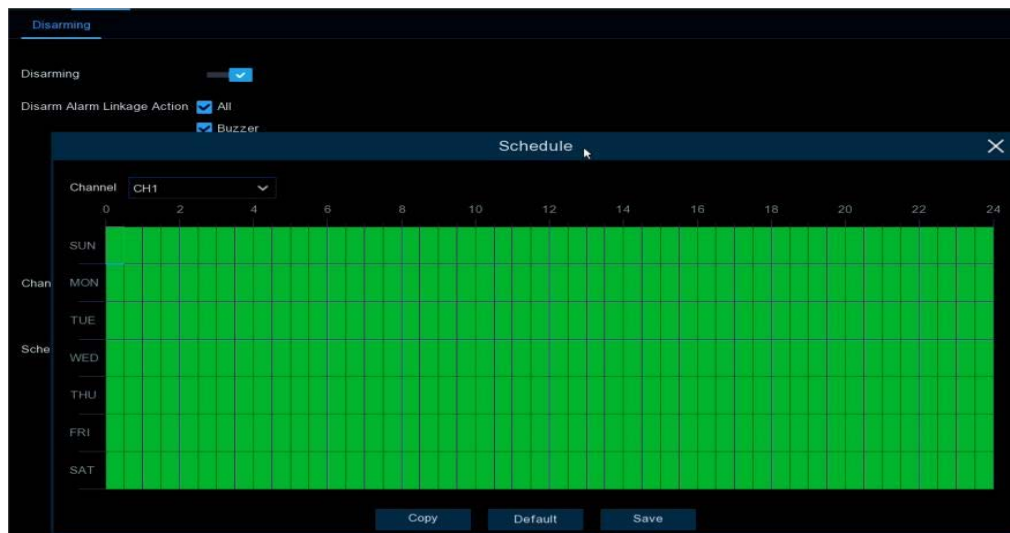 Disarming
Disarming
Disarm Alarm Linkage Action All
Buzzer
Schedule
Channel CH1
0 2 4 6 8 10 12 14 16 18 20 22 24
SUN
Chan MON
TUE
Sche WED
THU
FRI
SAT
Copy Default Save